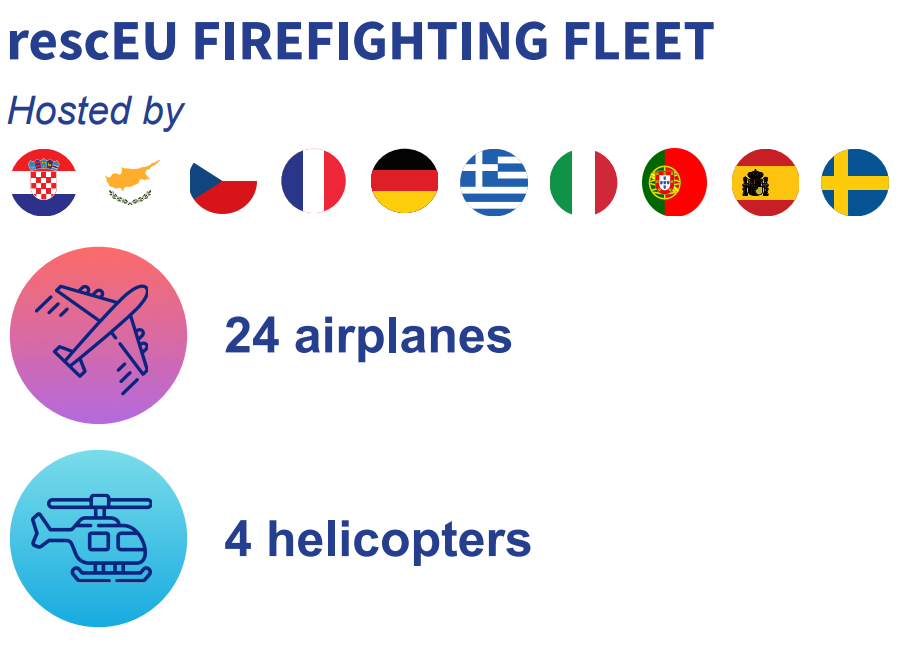 rescEU FIREFIGHTING FLEET
Hosted by
24 airplanes
4 helicopters